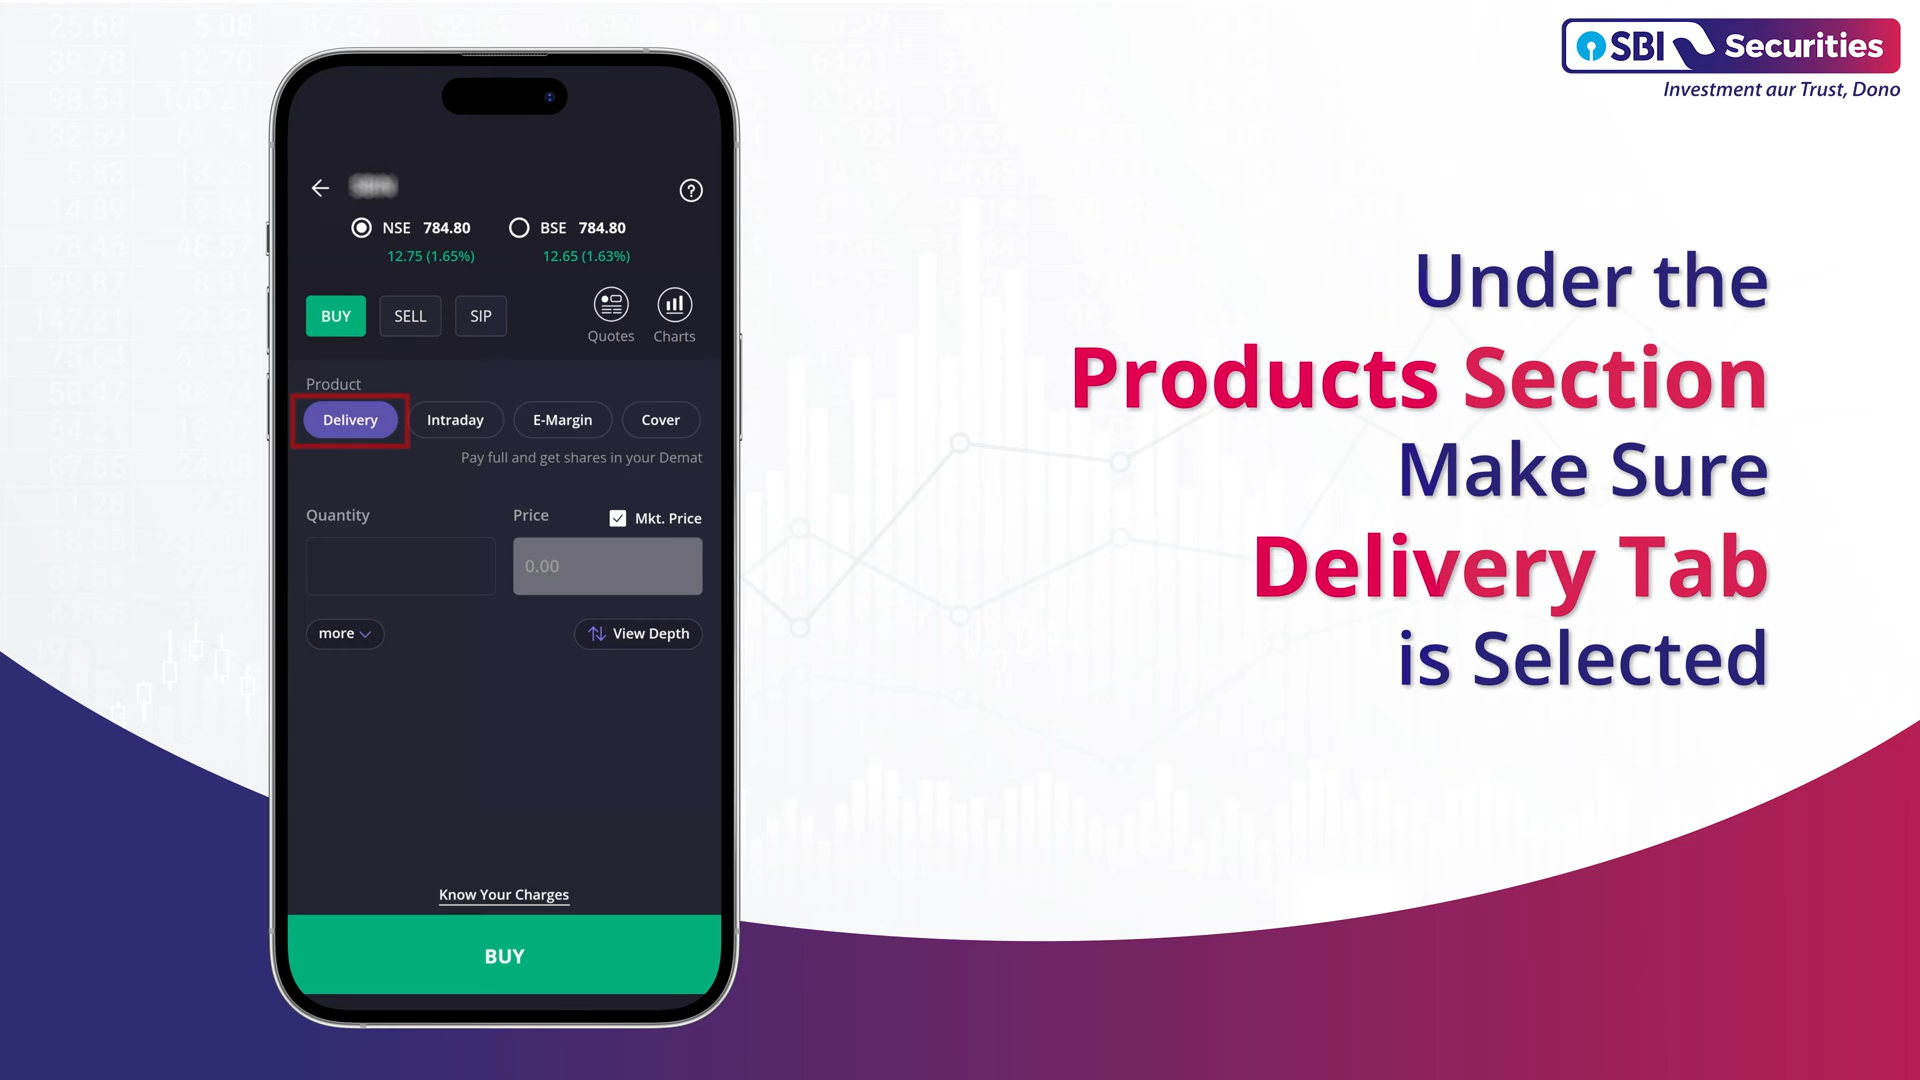 SBI Securities
Investment aur Trust, Dono
NSE 784.80 BSE 784.80
12.75 (1.65%) 12.65 (1.63%)
BUY SELL SIP
Quotes Charts
Product
Delivery Intraday E-Margin Cover
Pay full and get shares in your Demat
Quantity Price Mkt. Price
0.00
more View Depth
Know Your Charges
BUY
Under the
Products Section
Make Sure
Delivery Tab
is Selected